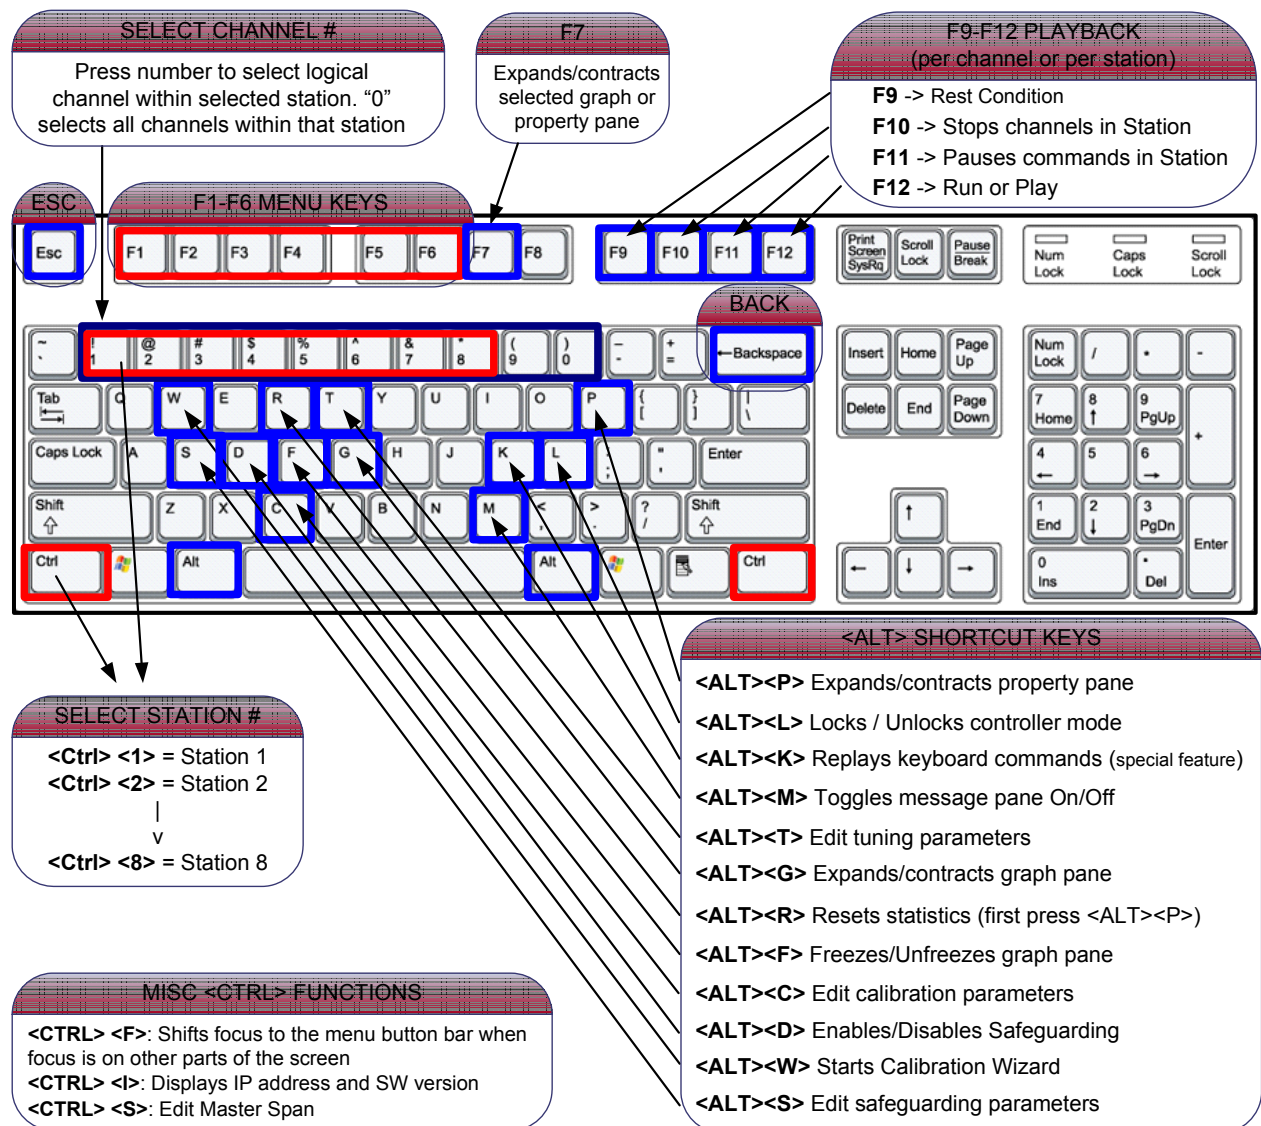 SELECT CHANNEL #
Press number to select logical
channel within selected station. “0”
selects all channels within that station
F7
Expands/contracts
selected graph or
property pane
F9-F12 PLAYBACK
(per channel or per station)
F9 -> Rest Condition
F10 -> Stops channels in Station
F11 -> Pauses commands in Station
F12 -> Run or Play
ESC
F1-F6 MENU KEYS
Esc
F1
F2
F3
F4
F5
F6
F7
F8
F9
F10
F11
F12
Print
Screen
SysRq
Scroll
Lock
Pause
Break
Num
Lock
Caps
Lock
Scroll
Lock
BACK
~
`
!
1
@
2
#
3
$
4
%
5
^
6
&
7
*
8
(
9
)
0
–
-
+
=
←Backspace
Insert
Home
Page
Up
Num
Lock
/
•
-
Tab
Q
W
E
R
T
Y
U
I
O
P
{
[
}
]
|
\
Delete
End
Page
Down
7
Home
8
↑
9
PgUp
+
Caps Lock
A
S
D
F
G
H
J
K
L
:
;
"
'
Enter
4
←
5
6
→
Shift
Z
X
C
V
B
N
M
<
,
>
.
?
/
Shift
↑
1
End
2
↓
3
PgDn
Enter
Ctrl
Alt
Alt
Ctrl
←
↓
→
0
Ins
•
Del
SELECT STATION #
<Ctrl> <1> = Station 1
<Ctrl> <2> = Station 2
|
v
<Ctrl> <8> = Station 8
<ALT> SHORTCUT KEYS
<ALT><P> Expands/contracts property pane
<ALT><L> Locks / Unlocks controller mode
<ALT><K> Replays keyboard commands (special feature)
<ALT><M> Toggles message pane On/Off
<ALT><T> Edit tuning parameters
<ALT><G> Expands/contracts graph pane
<ALT><R> Resets statistics (first press <ALT><P>)
<ALT><F> Freezes/Unfreezes graph pane
<ALT><C> Edit calibration parameters
<ALT><D> Enables/Disables Safeguarding
<ALT><W> Starts Calibration Wizard
<ALT><S> Edit safeguarding parameters
MISC <CTRL> FUNCTIONS
<CTRL> <F>: Shifts focus to the menu button bar when
focus is on other parts of the screen
<CTRL> <I>: Displays IP address and SW version
<CTRL> <S>: Edit Master Span